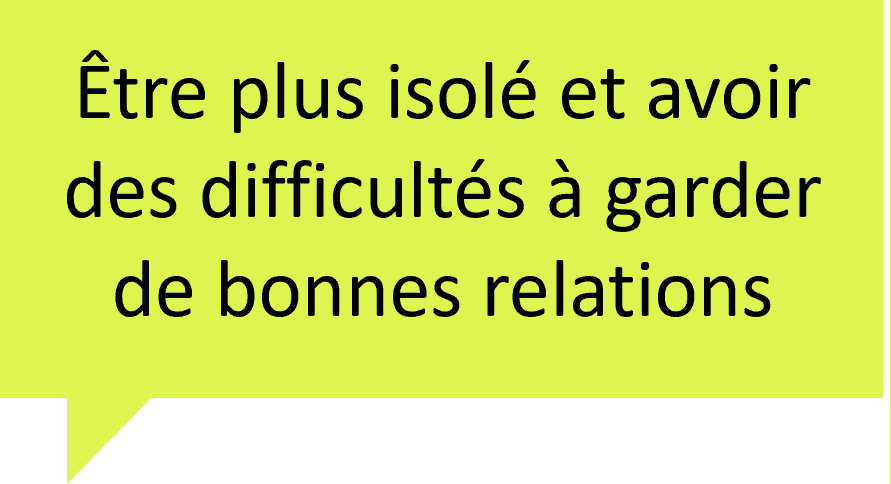 Être plus isolé et avoir
des difficultés à garder
de bonnes relations